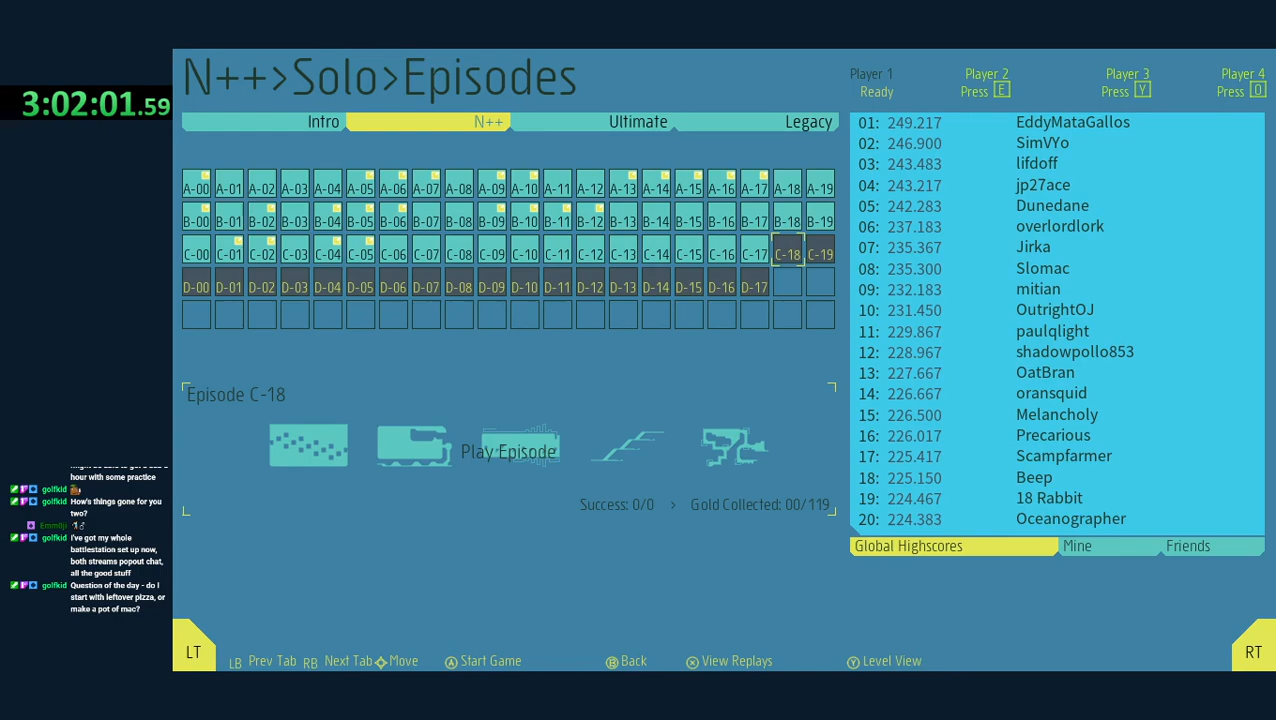 N++>Solo>Episodes
Player 1
Ready
Player 2
Press E
Player 3
Press Y
Player 4
Press O
3:02:01.59
Intro
N++
Ultimate
Legacy
A-00 A-01 A-02 A-03 A-04 A-05 A-06 A-07 A-08 A-09 A-10 A-11 A-12 A-13 A-14 A-15 A-16 A-17 A-18 A-19
B-00 B-01 B-02 B-03 B-04 B-05 B-06 B-07 B-08 B-09 B-10 B-11 B-12 B-13 B-14 B-15 B-16 B-17 B-18 B-19
C-00 C-01 C-02 C-03 C-04 C-05 C-06 C-07 C-08 C-09 C-10 C-11 C-12 C-13 C-14 C-15 C-16 C-17 C-18 C-19
D-00 D-01 D-02 D-03 D-04 D-05 D-06 D-07 D-08 D-09 D-10 D-11 D-12 D-13 D-14 D-15 D-16 D-17
Episode C-18
Play Episode
Success: 0/0 > Gold Collected: 00/119
01: 249.217 EddyMataGallos
02: 246.900 SimVYo
03: 243.483 lifdoff
04: 243.217 jp27ace
05: 242.283 Dunedane
06: 237.183 overlordlork
07: 235.367 Jirka
08: 235.300 Slomac
09: 232.183 mitian
10: 231.450 OutrightOJ
11: 229.867 paulqlight
12: 228.967 shadowpollo853
13: 227.667 OatBran
14: 226.667 oransquid
15: 226.500 Melancholy
16: 226.017 Precarious
17: 225.417 Scampfarmer
18: 225.150 Beep
19: 224.467 18 Rabbit
20: 224.383 Oceanographer
Global Highscores
Mine
Friends
hour with some practice
golfkid
golfkid How's things gone for you
two?
Emm0ji
golfkid I've got my whole
battlestation set up now,
both streams popout chat,
all the good stuff
golfkid Question of the day - do I
start with leftover pizza, or
make a pot of mac?
LT
LB Prev Tab RB Next Tab Move A Start Game B Back X View Replays Y Level View
RT